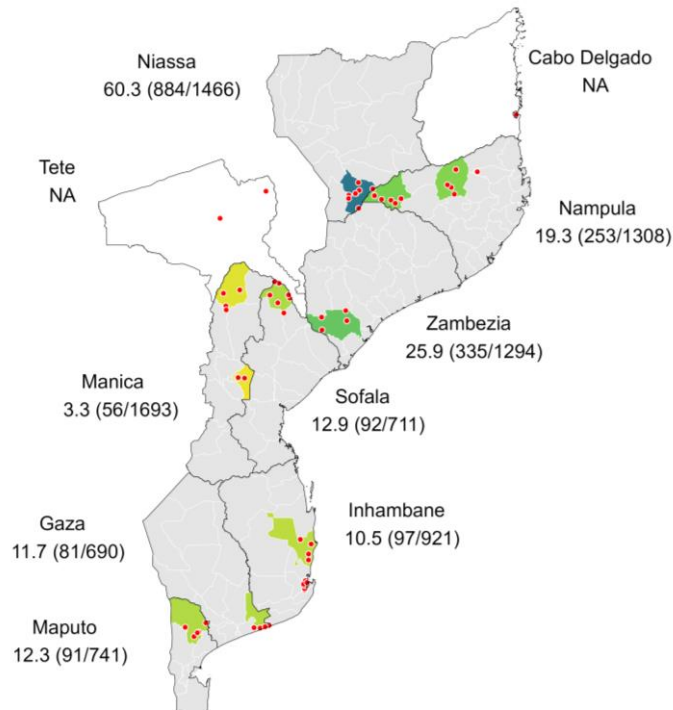 Niassa
60.3 (884/1466)
Cabo Delgado
NA
Tete
NA
Nampula
19.3 (253/1308)
Zambezia
25.9 (335/1294)
Manica
3.3 (56/1693)
Sofala
12.9 (92/711)
Inhambane
10.5 (97/921)
Gaza
11.7 (81/690)
Maputo
12.3 (91/741)